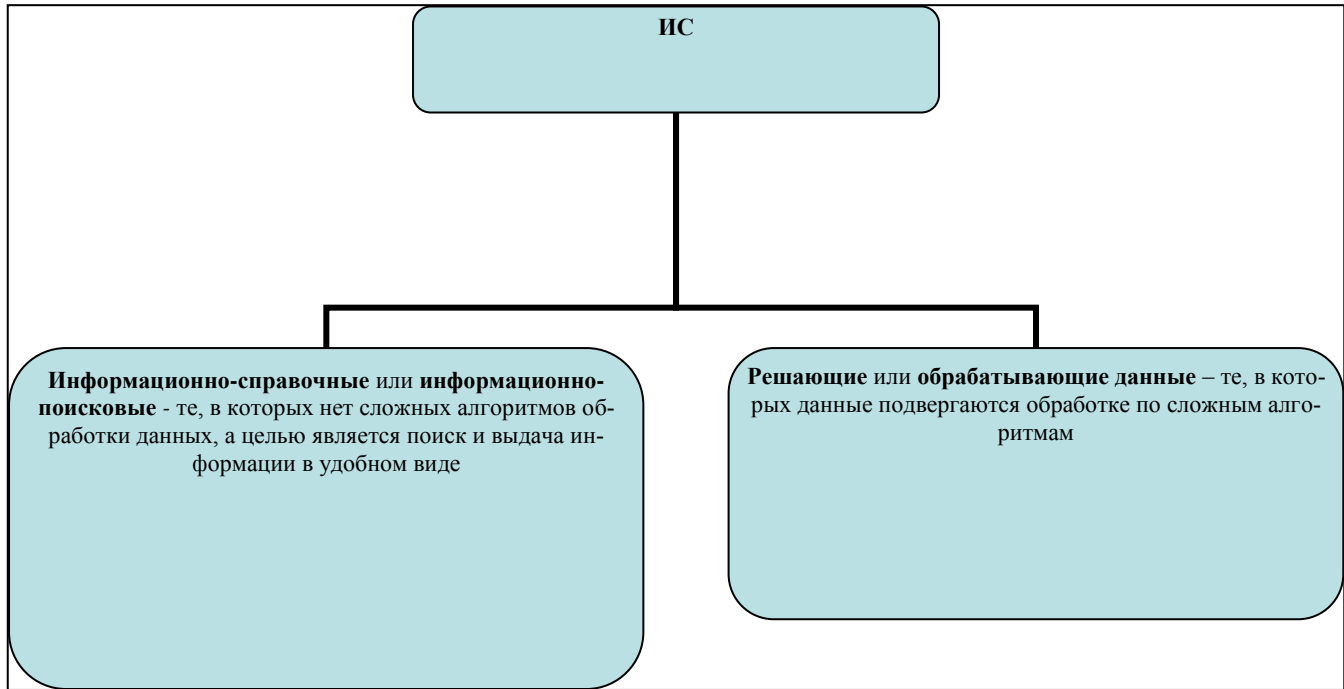 ИС
Информационно-справочные или информационно-
поисковые - те, в которых нет сложных алгоритмов об-
работки данных, а целью является поиск и выдача ин-
формации в удобном виде
Решающие или обрабатывающие данные – те, в кото-
рых данные подвергаются обработке по сложным алго-
ритмам